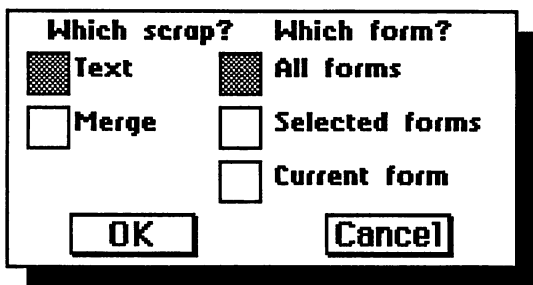 Which scrap? Which form?
Text All forms
Merge Selected forms
Current form
OK Cancel